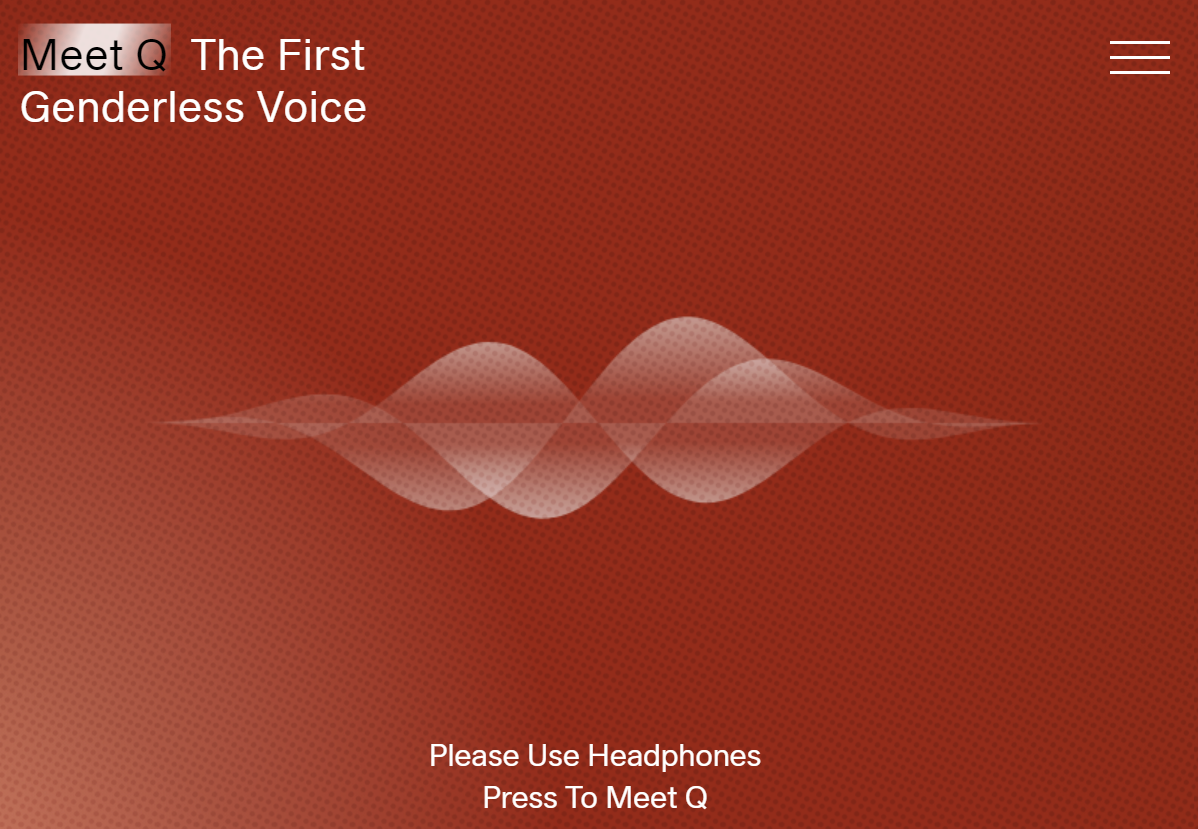 Meet Q The First
Genderless Voice
Please Use Headphones
Press To Meet Q